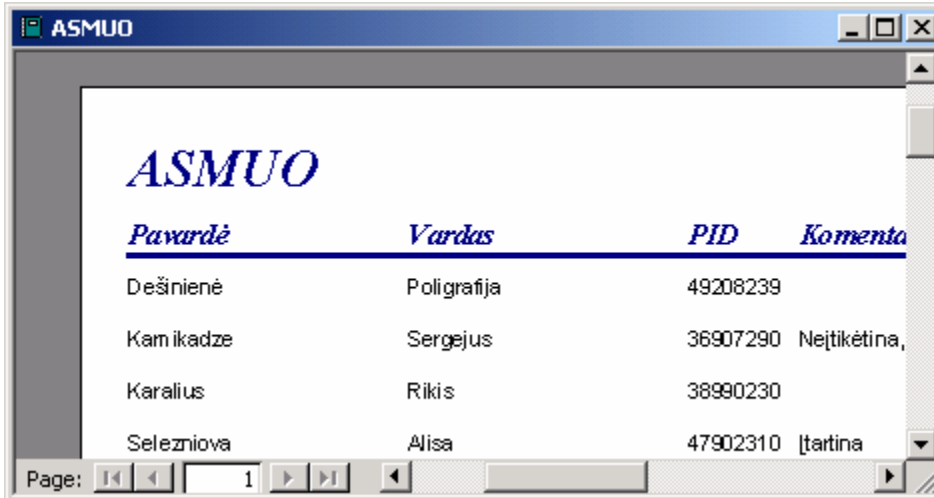 ASMUO
ASMUO
Pavardė Vardas PID Komenta
Dešinienė Poligrafija 49208239
Kamikadze Sergejus 36907290 Neįtikėtina,
Karalius Rikis 38990230
Selezniova Alisa 47902310 Įtartina
Page: 1